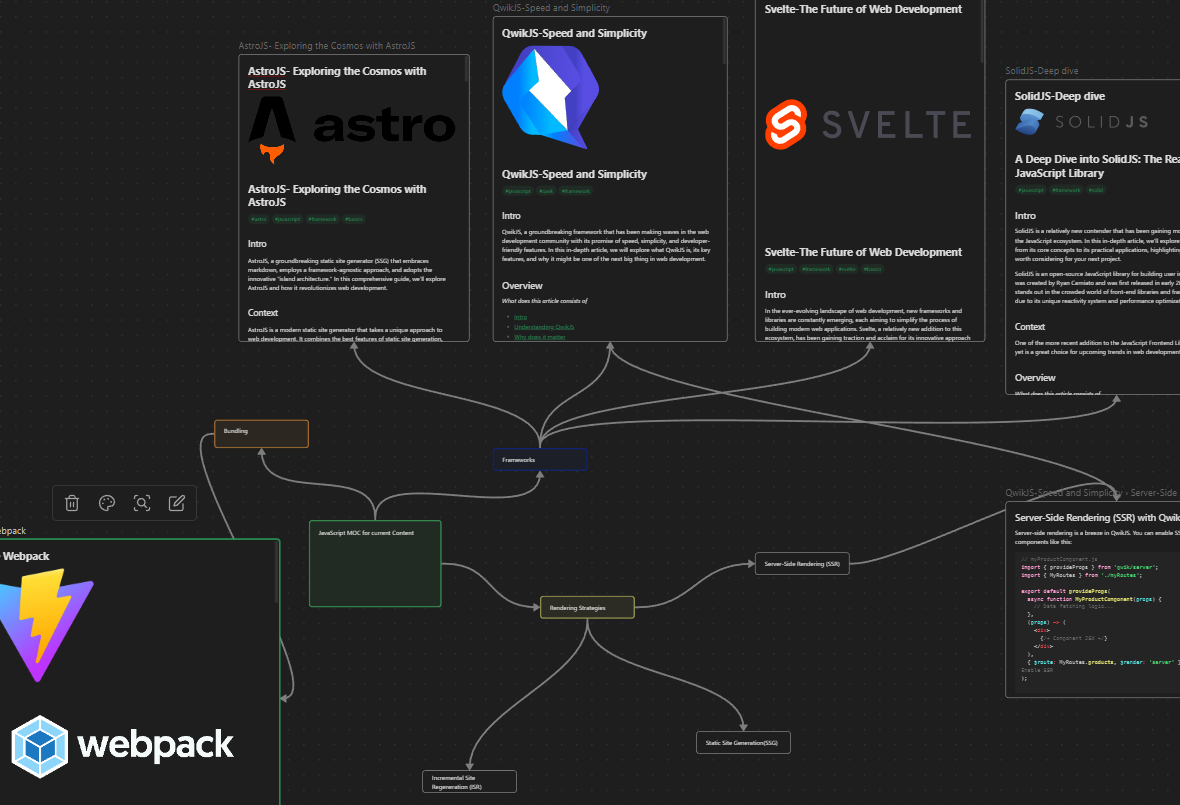 QwikJS-Speed and Simplicity
AstroJS- Exploring the Cosmos with AstroJS
AstroJS- Exploring the Cosmos with
AstroJS
astro
AstroJS- Exploring the Cosmos with
AstroJS
#astro #javascript #framework #basics
Intro
AstroJS, a groundbreaking static site generator (SSG) that embraces
markdown, employs a framework-agnostic approach, and adopts the
innovative "island architecture." In this comprehensive guide, we'll explore
AstroJS and how it revolutionizes web development.
Context
AstroJS is a modern static site generator that takes a unique approach to
web development. It combines the best features of static site generation,
QwikJS-Speed and Simplicity
QwikJS-Speed and Simplicity
#javascript #qwik #framework
Intro
QwikJS, a groundbreaking framework that has been making waves in the web
development community with its promise of speed, simplicity, and developer-
friendly features. In this in-depth article, we will explore what QwikJS is, its key
features, and why it might be one of the next big thing in web development.
Overview
What does this article consists of
Intro
Understanding QwikJS
Why does it matter
Svelte-The Future of Web Development
SVELTE
Svelte-The Future of Web Development
#javascript #framework #svelte #basics
Intro
In the ever-evolving landscape of web development, new frameworks and
libraries are constantly emerging, each aiming to simplify the process of
building modern web applications. Svelte, a relatively new addition to this
ecosystem, has been gaining traction and acclaim for its innovative approach
SolidJS-Deep dive
SolidJS-Deep dive
SOLIDJS
A Deep Dive into SolidJS: The Rea
JavaScript Library
#javascript #framework #solid
Intro
SolidJS is a relatively new contender that has been gaining mo
the JavaScript ecosystem. In this in-depth article, we'll explore
from its core concepts to its practical applications, highlightin
worth considering for your next project.
SolidJS is an open-source JavaScript library for building user in
was created by Ryan Carniato and was first released in early 20
stands out in the crowded world of front-end libraries and fra
due to its unique reactivity system and performance optimizat
Context
One of the more recent addition to the JavaScript Frontend Lib
yet is a great choice for upcoming trends in web development
Overview
What does this article consists of
Bundling
Frameworks
JavaScript MOC for current Content
Rendering Strategies
Server-Side Rendering (SSR)
Static Site Generation(SSG)
Incremental Site
Regeneration (ISR)
ebpack
Webpack
webpack
QwikJS-Speed and Simplicity › Server-Side
Server-Side Rendering (SSR) with Qwik
Server-side rendering is a breeze in QwikJS. You can enable SS
components like this:
// myProductComponent.js
import { provideProps } from 'qwik/server';
import { MyRoutes } from './myRoutes';
export default provideProps(
async function MyProductComponent(props) {
// Data fetching logic...
},
(props) => (
<div>
{/* Component JSX */}
</div>
),
{ $route: MyRoutes.products, $render: 'server' }
Enable SSR
);